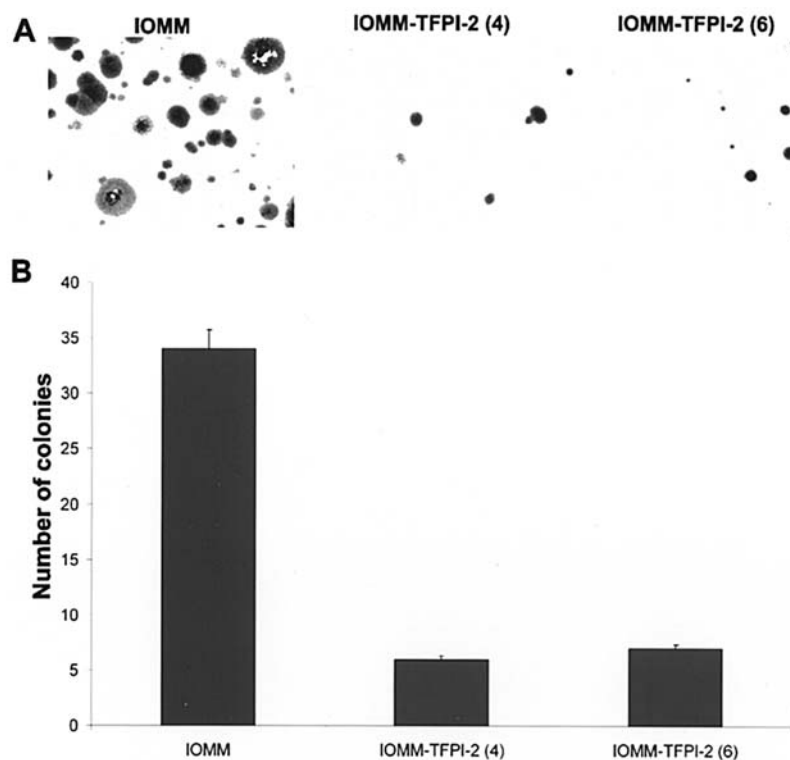 A
IOMM
IOMM-TFPI-2 (4)
IOMM-TFPI-2 (6)
B
Number of colonies
40
35
30
25
20
15
10
5
0
IOMM
IOMM-TFPI-2 (4)
IOMM-TFPI-2 (6)